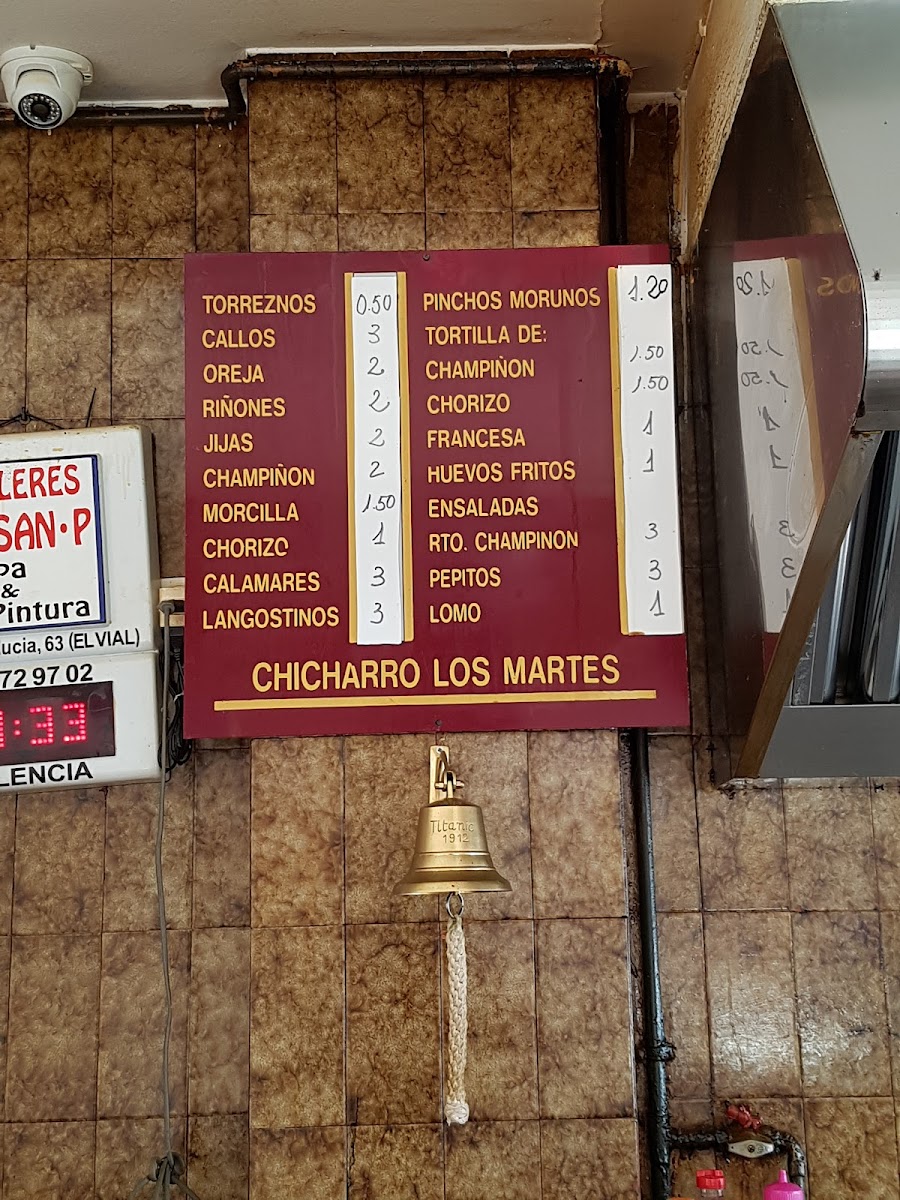 TORREZNOS 0.50
CALLOS 3
OREJA 2
RIÑONES 2
JIJAS 2
CHAMPIÑON 2
MORCILLA 1.50
CHORIZO 1
CALAMARES 3
LANGOSTINOS 3
PINCHOS MORUNOS 1.20
TORTILLA DE:
CHAMPIÑON 1.50
CHORIZO 1.50
FRANCESA 1
HUEVOS FRITOS 1
ENSALADAS
RTO. CHAMPINON 3
PEPITOS 3
LOMO 1
CHICHARRO LOS MARTES
LERES
SAN·P
pa
&
Pintura
ucia, 63 (EL VIAL)
72 97 02
:33
LENCIA
Titanic
1912